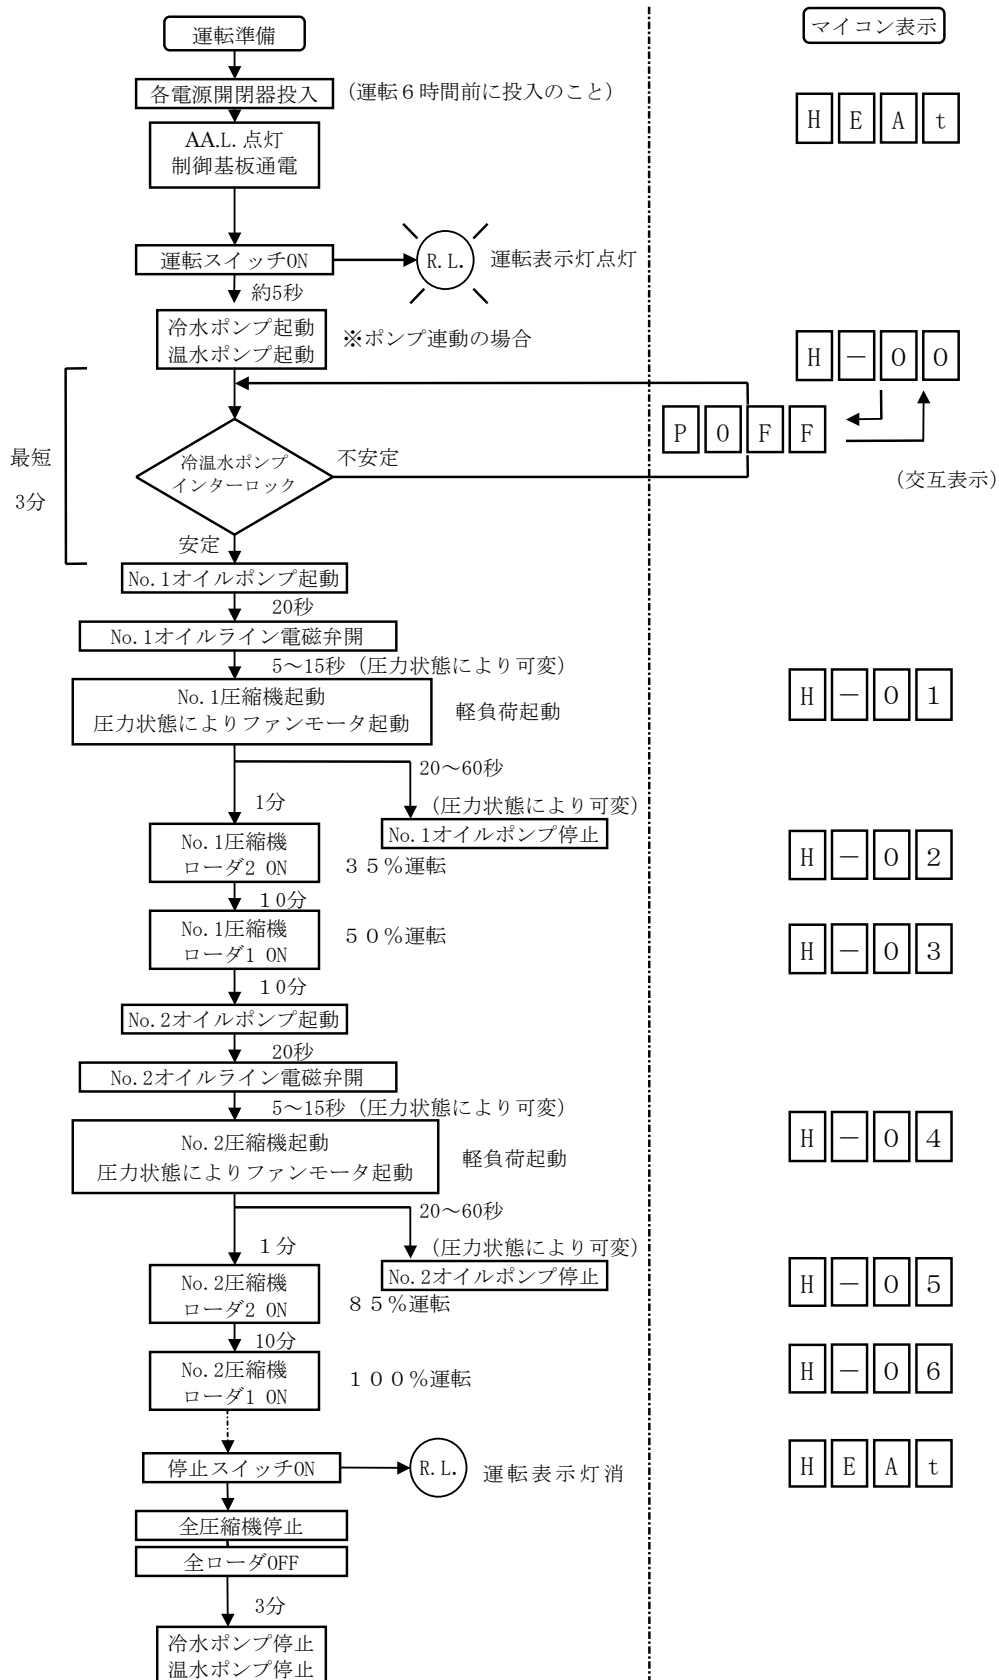 運転準備
マイコン表示
各電源開閉器投入
(運転6時間前に投入のこと)
HEAt
AA.L.点灯
制御基板通電
運転スイッチON
R.L.
運転表示灯点灯
約5秒
冷水ポンプ起動
温水ポンプ起動
※ポンプ連動の場合
H-00
POFF
(交互表示)
最短
3分
冷温水ポンプ
インターロック
不安定
安定
No.1オイルポンプ起動
20秒
No.1オイルライン電磁弁開
5~15秒(圧力状態により可変)
No.1圧縮機起動
圧力状態によりファンモータ起動
軽負荷起動
H-01
20~60秒
(圧力状態により可変)
1分
No.1オイルポンプ停止
No.1圧縮機
ローダ2 ON
35%運転
H-02
10分
No.1圧縮機
ローダ1 ON
50%運転
H-03
10分
No.2オイルポンプ起動
20秒
No.2オイルライン電磁弁開
5~15秒(圧力状態により可変)
No.2圧縮機起動
圧力状態によりファンモータ起動
軽負荷起動
H-04
20~60秒
(圧力状態により可変)
1分
No.2オイルポンプ停止
No.2圧縮機
ローダ2 ON
85%運転
H-05
10分
No.2圧縮機
ローダ1 ON
100%運転
H-06
停止スイッチON
R.L.
運転表示灯消
HEAt
全圧縮機停止
全ローダOFF
3分
冷水ポンプ停止
温水ポンプ停止